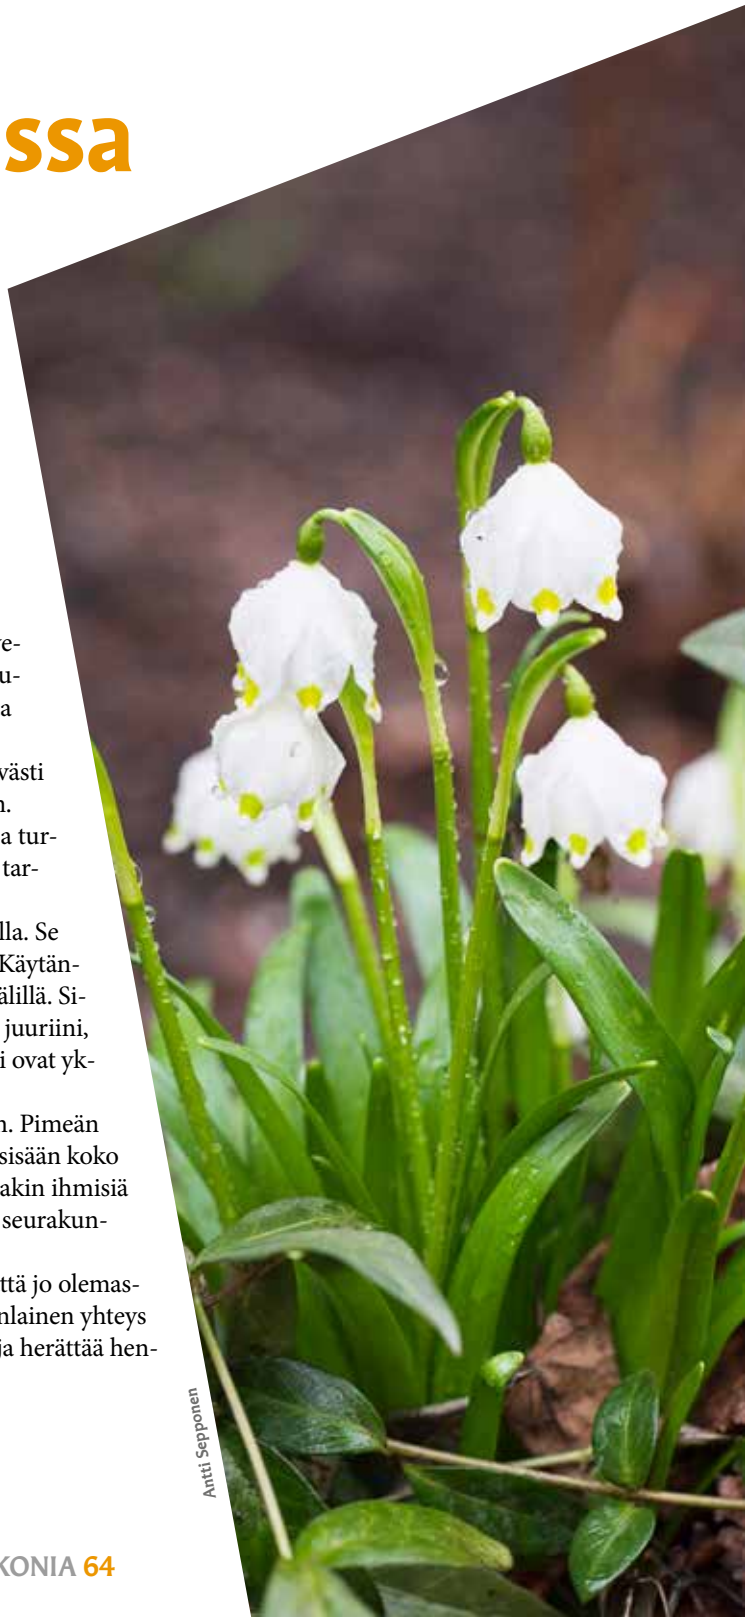 ssa
e-
u-
a
västi
n.
a tur-
tar-
lla. Se
Käytän-
älillä. Si-
juuriini,
i ovat yk-
n. Pimeän
sisään koko
akin ihmisiä
seurakun-
ttä jo olemas-
nlainen yhteys
ja herättää hen-
Antti Sepponen
KONIA 64